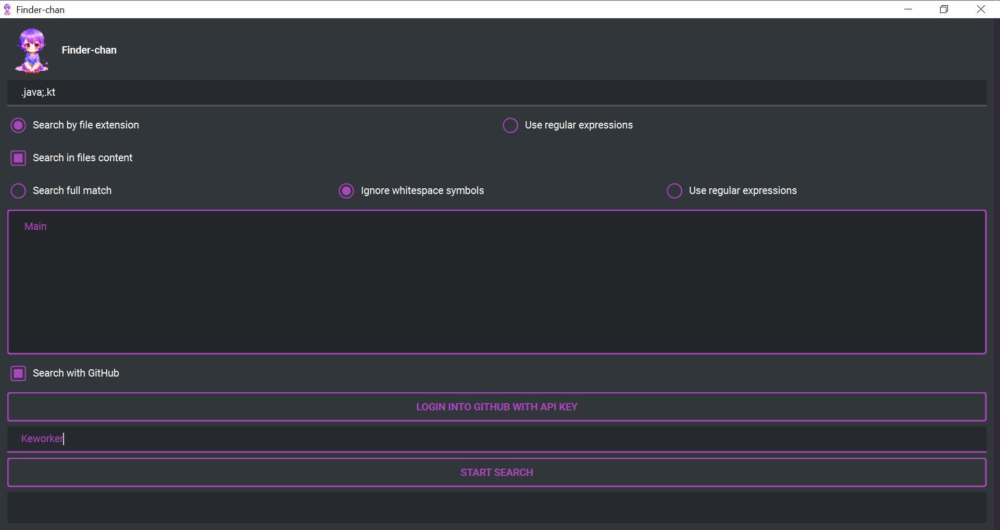 Finder-chan
Finder-chan
.java;.kt
Search by file extension
Use regular expressions
Search in files content
Search full match
Ignore whitespace symbols
Use regular expressions
Main
Search with GitHub
LOGIN INTO GITHUB WITH API KEY
Keworker
START SEARCH